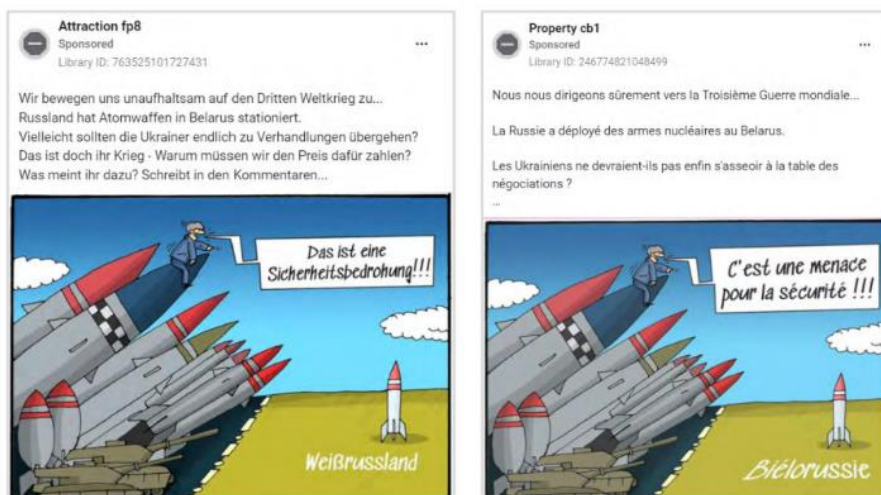 Attraction fp8
Sponsored
Library ID: 763525101727431
Wir bewegen uns unaufhaltsam auf den Dritten Weltkrieg zu...
Russland hat Atomwaffen in Belarus stationiert.
Vielleicht sollten die Ukrainer endlich zu Verhandlungen übergehen?
Das ist doch ihr Krieg - Warum müssen wir den Preis dafür zahlen?
Was meint ihr dazu? Schreibt in den Kommentaren...
Das ist eine
Sicherheitsbedrohung!!!
Weißrussland
Property cb1
Sponsored
Library ID: 246774821048499
Nous nous dirigeons sûrement vers la Troisième Guerre mondiale...
La Russie a déployé des armes nucléaires au Belarus.
Les Ukrainiens ne devraient-ils pas enfin s'asseoir à la table des
négociations ?
...
C'est une menace
pour la sécurité !!!
Biélorussie